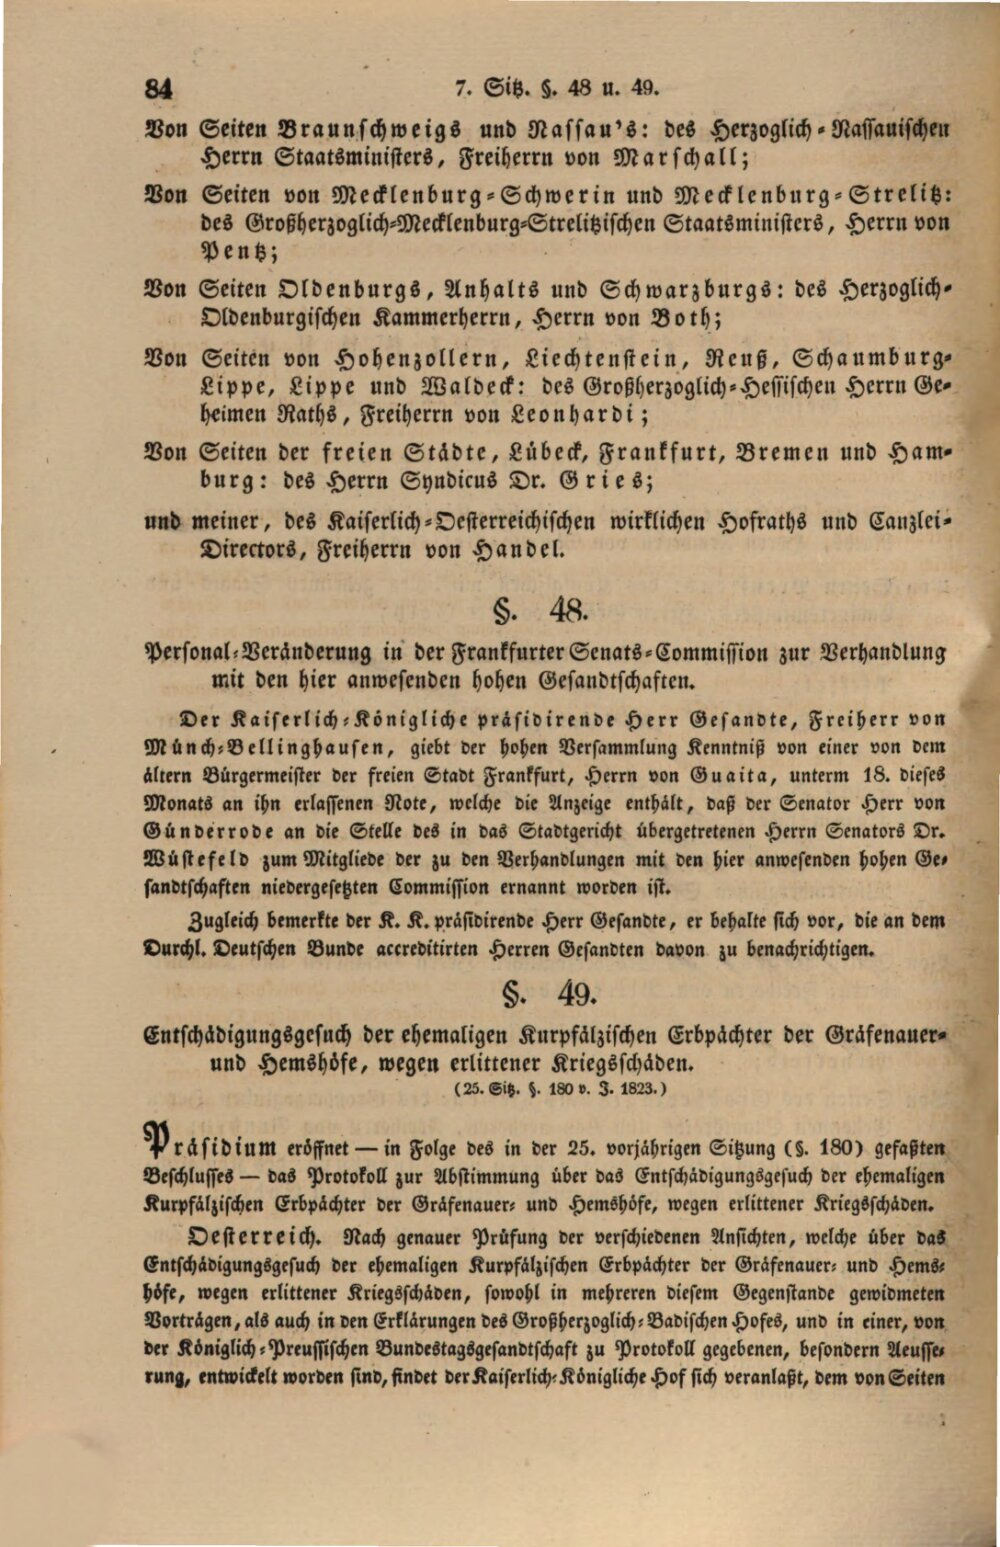 84
7. Sitz. §. 48 u. 49.
Von Seiten Braunschweigs und Nassau's: des Herzoglich-Nassauischen
Herrn Staatsministers, Freiherrn von Marschall;
Von Seiten von Mecklenburg-Schwerin und Mecklenburg-Strelitz:
des Großherzoglich-Mecklenburg-Strelitzischen Staatsministers, Herrn von
Pentz;
Von Seiten Oldenburgs, Anhalts und Schwarzburgs: des Herzoglich-
Oldenburgischen Kammerherrn, Herrn von Both;
Von Seiten von Hohenzollern, Liechtenstein, Reuß, Schaumburg-
Lippe, Lippe und Waldeck: des Großherzoglich-Hessischen Herrn Ge-
heimen Raths, Freiherrn von Leonhardi;
Von Seiten der freien Städte, Lübeck, Frankfurt, Bremen und Ham-
burg: des Herrn Syndicus Dr. Gries;
und meiner, des Kaiserlich-Oesterreichischen wirklichen Hofraths und Canzlei-
Directors, Freiherrn von Handel.
§. 48.
Personal-Veränderung in der Frankfurter Senats-Commission zur Verhandlung
mit den hier anwesenden hohen Gesandtschaften.
Der Kaiserlich-Königliche präsidirende Herr Gesandte, Freiherr von
Münch-Bellinghausen, giebt der hohen Versammlung Kenntniß von einer von dem
ältern Bürgermeister der freien Stadt Frankfurt, Herrn von Guaita, unterm 18. dieses
Monats an ihn erlassenen Note, welche die Anzeige enthält, daß der Senator Herr von
Günderrode an die Stelle des in das Stadtgericht übergetretenen Herrn Senators Dr.
Wüstefeld zum Mitgliede der zu den Verhandlungen mit den hier anwesenden hohen Ge-
sandtschaften niedergesetzten Commission ernannt worden ist.
Zugleich bemerkte der K. K. präsidirende Herr Gesandte, er behalte sich vor, die an dem
Durchl. Deutschen Bunde accreditirten Herren Gesandten davon zu benachrichtigen.
§. 49.
Entschädigungsgesuch der ehemaligen Kurpfälzischen Erbpächter der Gräfenauer-
und Hemshöfe, wegen erlittener Kriegsschäden.
(25. Sitz. §. 180 v. J. 1823.)
Präsidium eröffnet — in Folge des in der 25. vorjährigen Sitzung (§. 180) gefaßten
Beschlusses — das Protokoll zur Abstimmung über das Entschädigungsgesuch der ehemaligen
Kurpfälzischen Erbpächter der Gräfenauer- und Hemshöfe, wegen erlittener Kriegsschäden.
Oesterreich. Nach genauer Prüfung der verschiedenen Ansichten, welche über das
Entschädigungsgesuch der ehemaligen Kurpfälzischen Erbpächter der Gräfenauer- und Hems-
höfe, wegen erlittener Kriegsschäden, sowohl in mehreren diesem Gegenstande gewidmeten
Vorträgen, als auch in den Erklärungen des Großherzoglich-Badischen Hofes, und in einer, von
der Königlich-Preussischen Bundestagsgesandtschaft zu Protokoll gegebenen, besondern Aeusse-
rung, entwickelt worden sind, findet der Kaiserlich-Königliche Hof sich veranlaßt, dem von Seiten